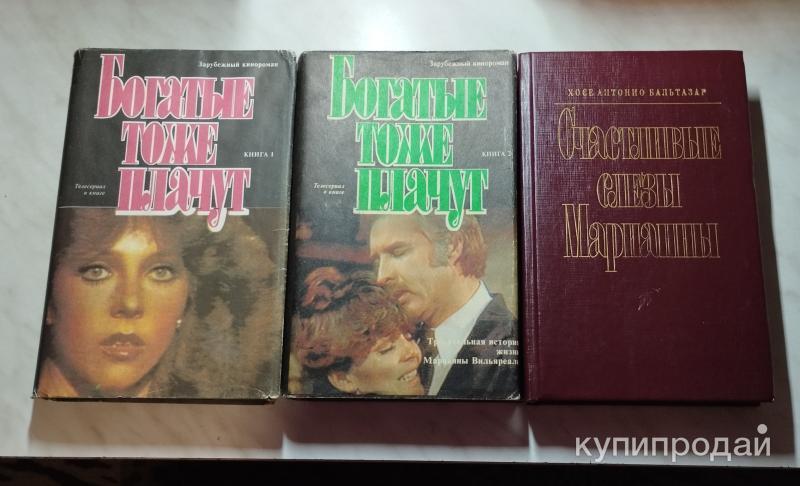 Зарубежный кинороман
Богатые
тоже
КНИГА 1
плачут
Телесериал
в книге
Зарубежный кинороман
Богатые
тоже
КНИГА 2
плачут
Телесериал
в книге
Трогательная история
жизни
Марианны Вильяреаль
ХОСЕ АНТОНИО БАЛЬТАЗАР
Счастливые
слезы
Марианны
купипродай